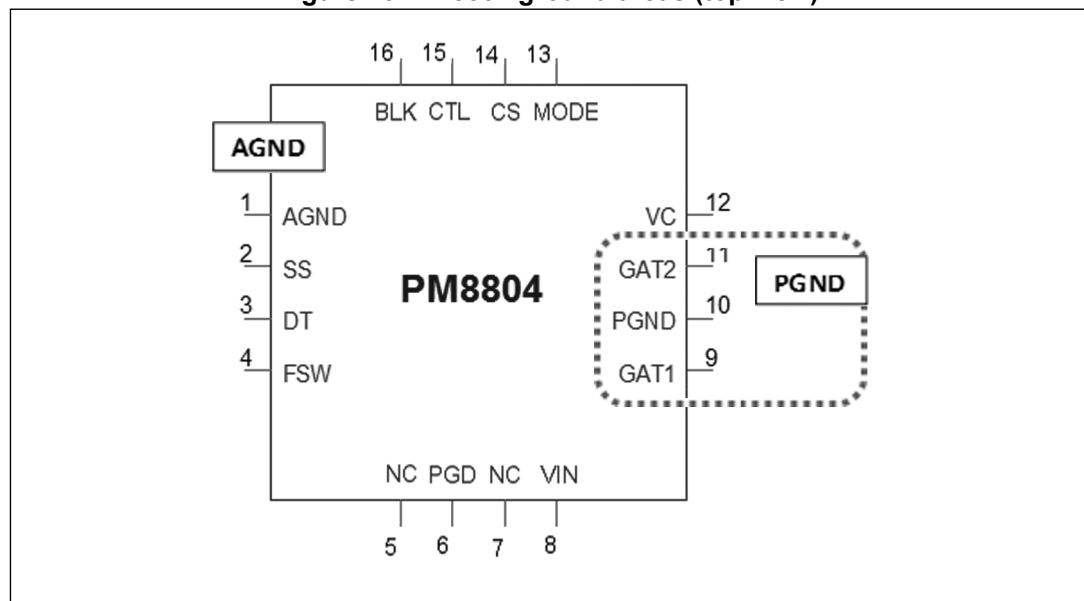 16 15 14 13
BLK CTL CS MODE
AGND
1 AGND
VC 12
2 SS
GAT2 11
PGND
PM8804
3 DT
PGND 10
4 FSW
GAT1 9
NC PGD NC VIN
5 6 7 8